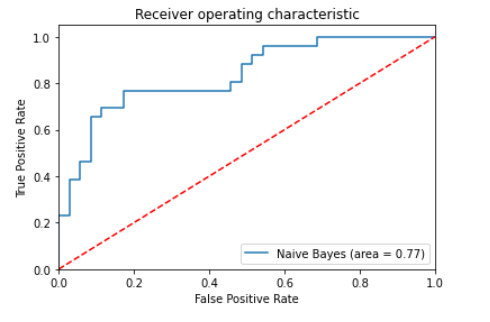 Receiver operating characteristic
True Positive Rate
1.0
0.8
0.6
0.4
0.2
0.0
Naive Bayes (area = 0.77)
0.0 0.2 0.4 0.6 0.8 1.0
False Positive Rate